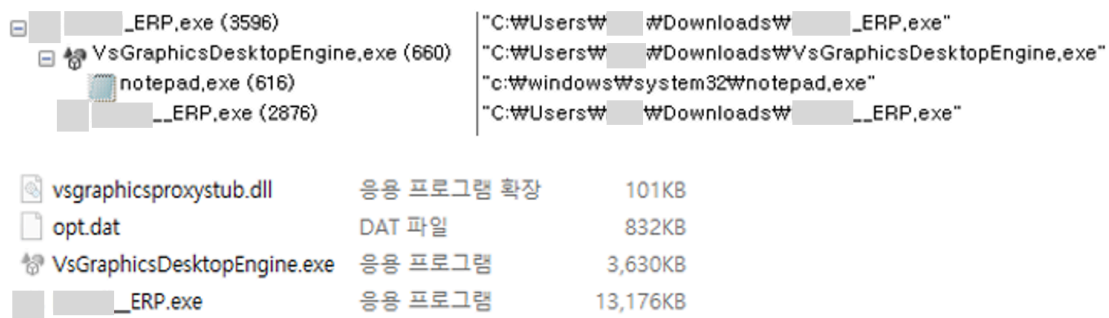 _ERP.exe (3596) "C:₩Users₩ ₩Downloads₩ _ERP.exe"
VsGraphicsDesktopEngine.exe (660) "C:₩Users₩ ₩Downloads₩VsGraphicsDesktopEngine.exe"
notepad.exe (616) "c:₩windows₩system32₩notepad.exe"
__ERP.exe (2876) "C:₩Users₩ ₩Downloads₩ __ERP.exe"
vsgraphicsproxystub.dll 응용 프로그램 확장 101KB
opt.dat DAT 파일 832KB
VsGraphicsDesktopEngine.exe 응용 프로그램 3,630KB
__ERP.exe 응용 프로그램 13,176KB